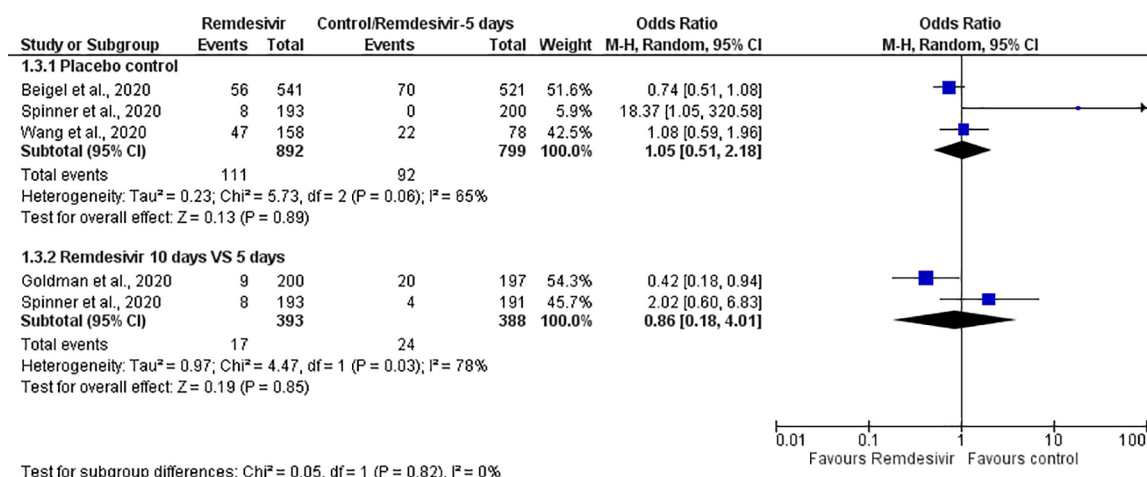 Remdesivir Control/Remdesivir-5 days Odds Ratio Odds Ratio
Study or Subgroup Events Total Events Total Weight M-H, Random, 95% CI M-H, Random, 95% CI
1.3.1 Placebo control
Beigel et al., 2020 56 541 70 521 51.6% 0.74 [0.51, 1.08]
Spinner et al., 2020 8 193 0 200 5.9% 18.37 [1.05, 320.58]
Wang et al., 2020 47 158 22 78 42.5% 1.08 [0.59, 1.96]
Subtotal (95% CI) 892 799 100.0% 1.05 [0.51, 2.18]
Total events 111 92
Heterogeneity: Tau² = 0.23; Chi² = 5.73, df = 2 (P = 0.06); I² = 65%
Test for overall effect: Z = 0.13 (P = 0.89)
1.3.2 Remdesivir 10 days VS 5 days
Goldman et al., 2020 9 200 20 197 54.3% 0.42 [0.18, 0.94]
Spinner et al., 2020 8 193 4 191 45.7% 2.02 [0.60, 6.83]
Subtotal (95% CI) 393 388 100.0% 0.86 [0.18, 4.01]
Total events 17 24
Heterogeneity: Tau² = 0.97; Chi² = 4.47, df = 1 (P = 0.03); I² = 78%
Test for overall effect: Z = 0.19 (P = 0.85)
0.01 0.1 1 10 100
Favours Remdesivir Favours control
Test for subgroup differences: Chi² = 0.05, df = 1 (P = 0.82), I² = 0%